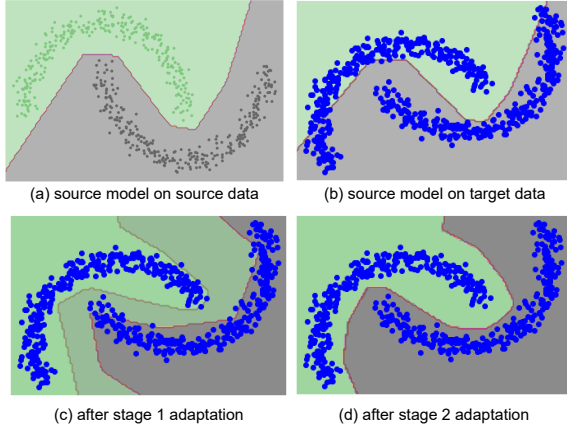 (a) source model on source data
(b) source model on target data
(c) after stage 1 adaptation
(d) after stage 2 adaptation